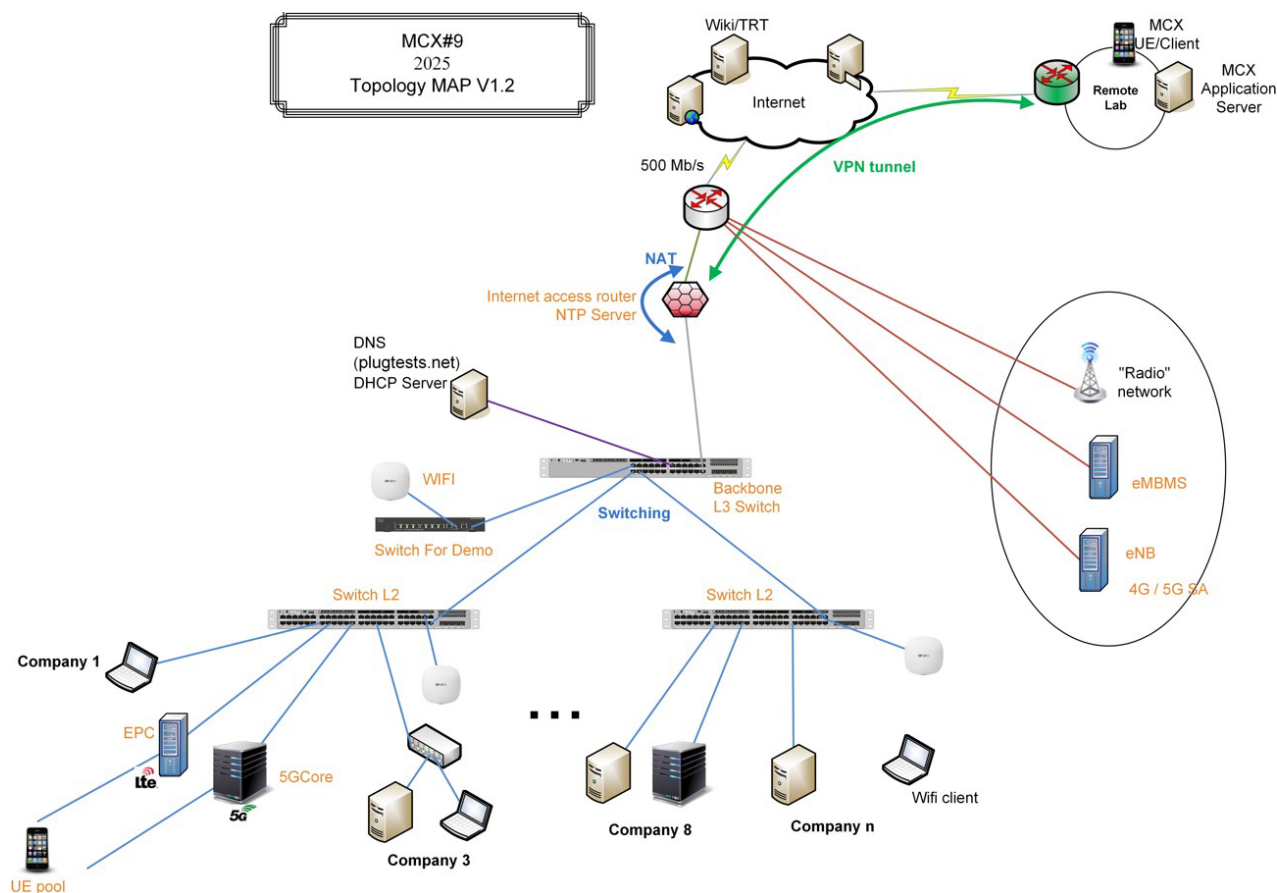 MCX#9
2025
Topology MAP V1.2
Wiki/TRT
Internet
MCX
UE/Client
Remote
Lab
MCX
Application
Server
500 Mb/s
VPN tunnel
NAT
Internet access router
NTP Server
DNS
(plugtests.net)
DHCP Server
"Radio"
network
WIFI
Backbone
L3 Switch
eMBMS
Switching
Switch For Demo
eNB
4G / 5G SA
Switch L2
Switch L2
Company 1
...
EPC
Lte
5GCore
5G
Wifi client
Company 8
Company n
Company 3
UE pool